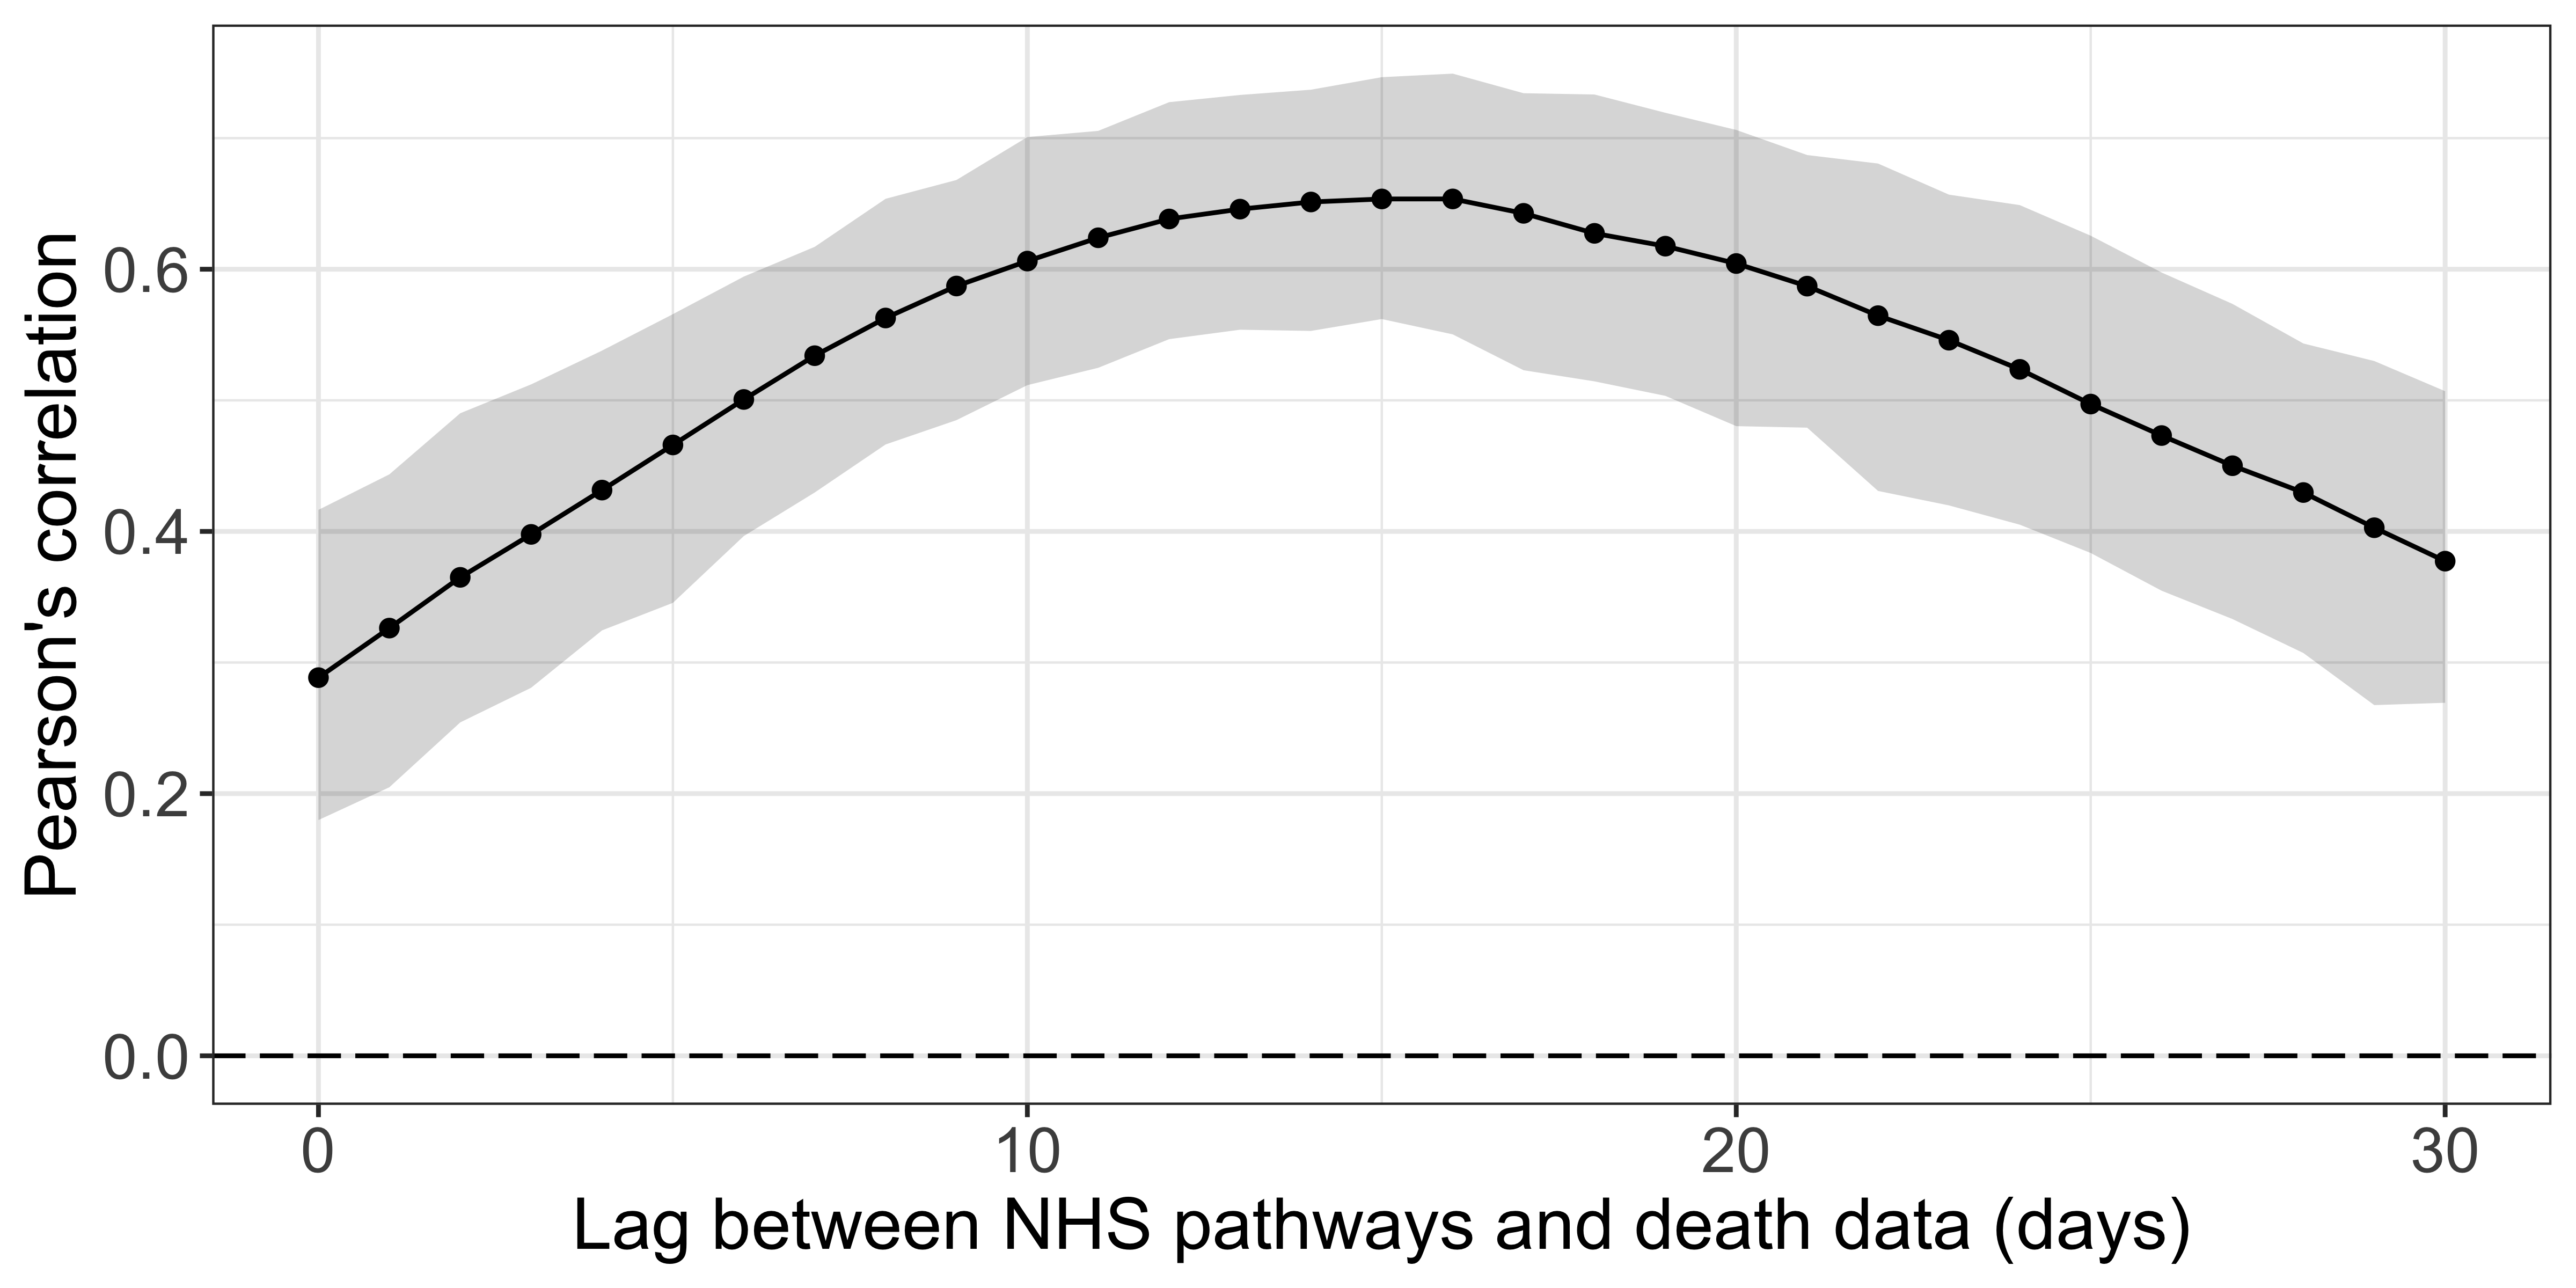 Pearson's correlation
0.6
0.4
0.2
0.0
0 10 20 30
Lag between NHS pathways and death data (days)